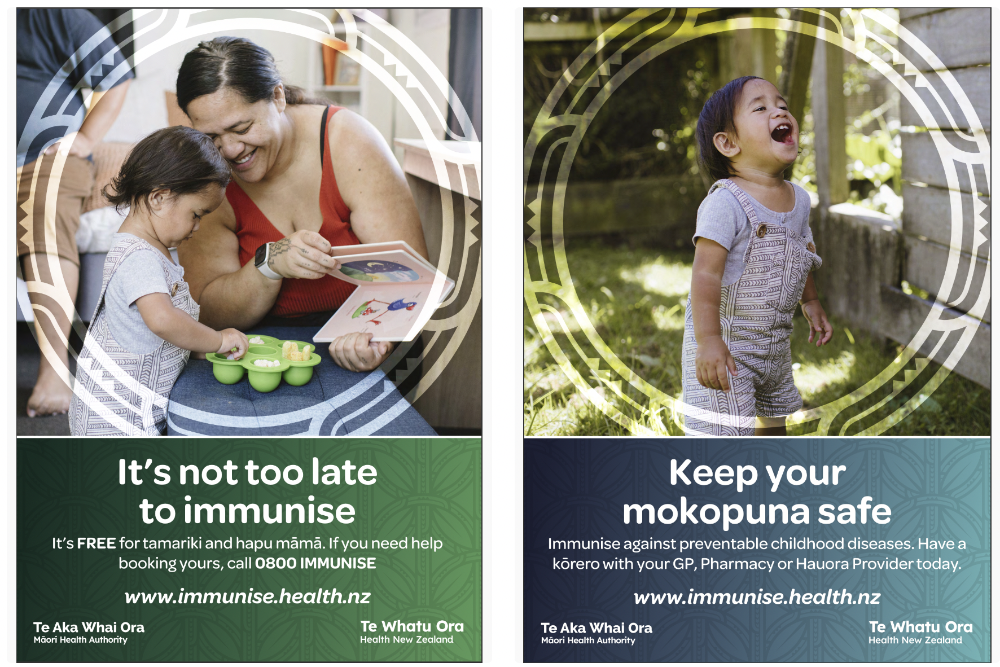 It's not too late
to immunise
It's FREE for tamariki and hapu māmā. If you need help
booking yours, call 0800 IMMUNISE
www.immunise.health.nz
Te Aka Whai Ora
Māori Health Authority
Te Whatu Ora
Health New Zealand
Keep your
mokopuna safe
Immunise against preventable childhood diseases. Have a
kōrero with your GP, Pharmacy or Hauora Provider today.
www.immunise.health.nz
Te Aka Whai Ora
Māori Health Authority
Te Whatu Ora
Health New Zealand